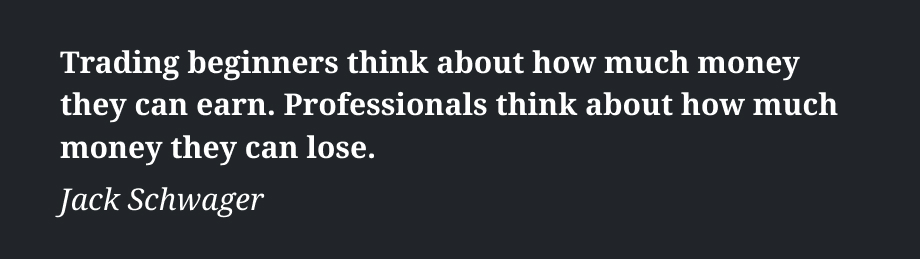 Trading beginners think about how much money
they can earn. Professionals think about how much
money they can lose.
Jack Schwager